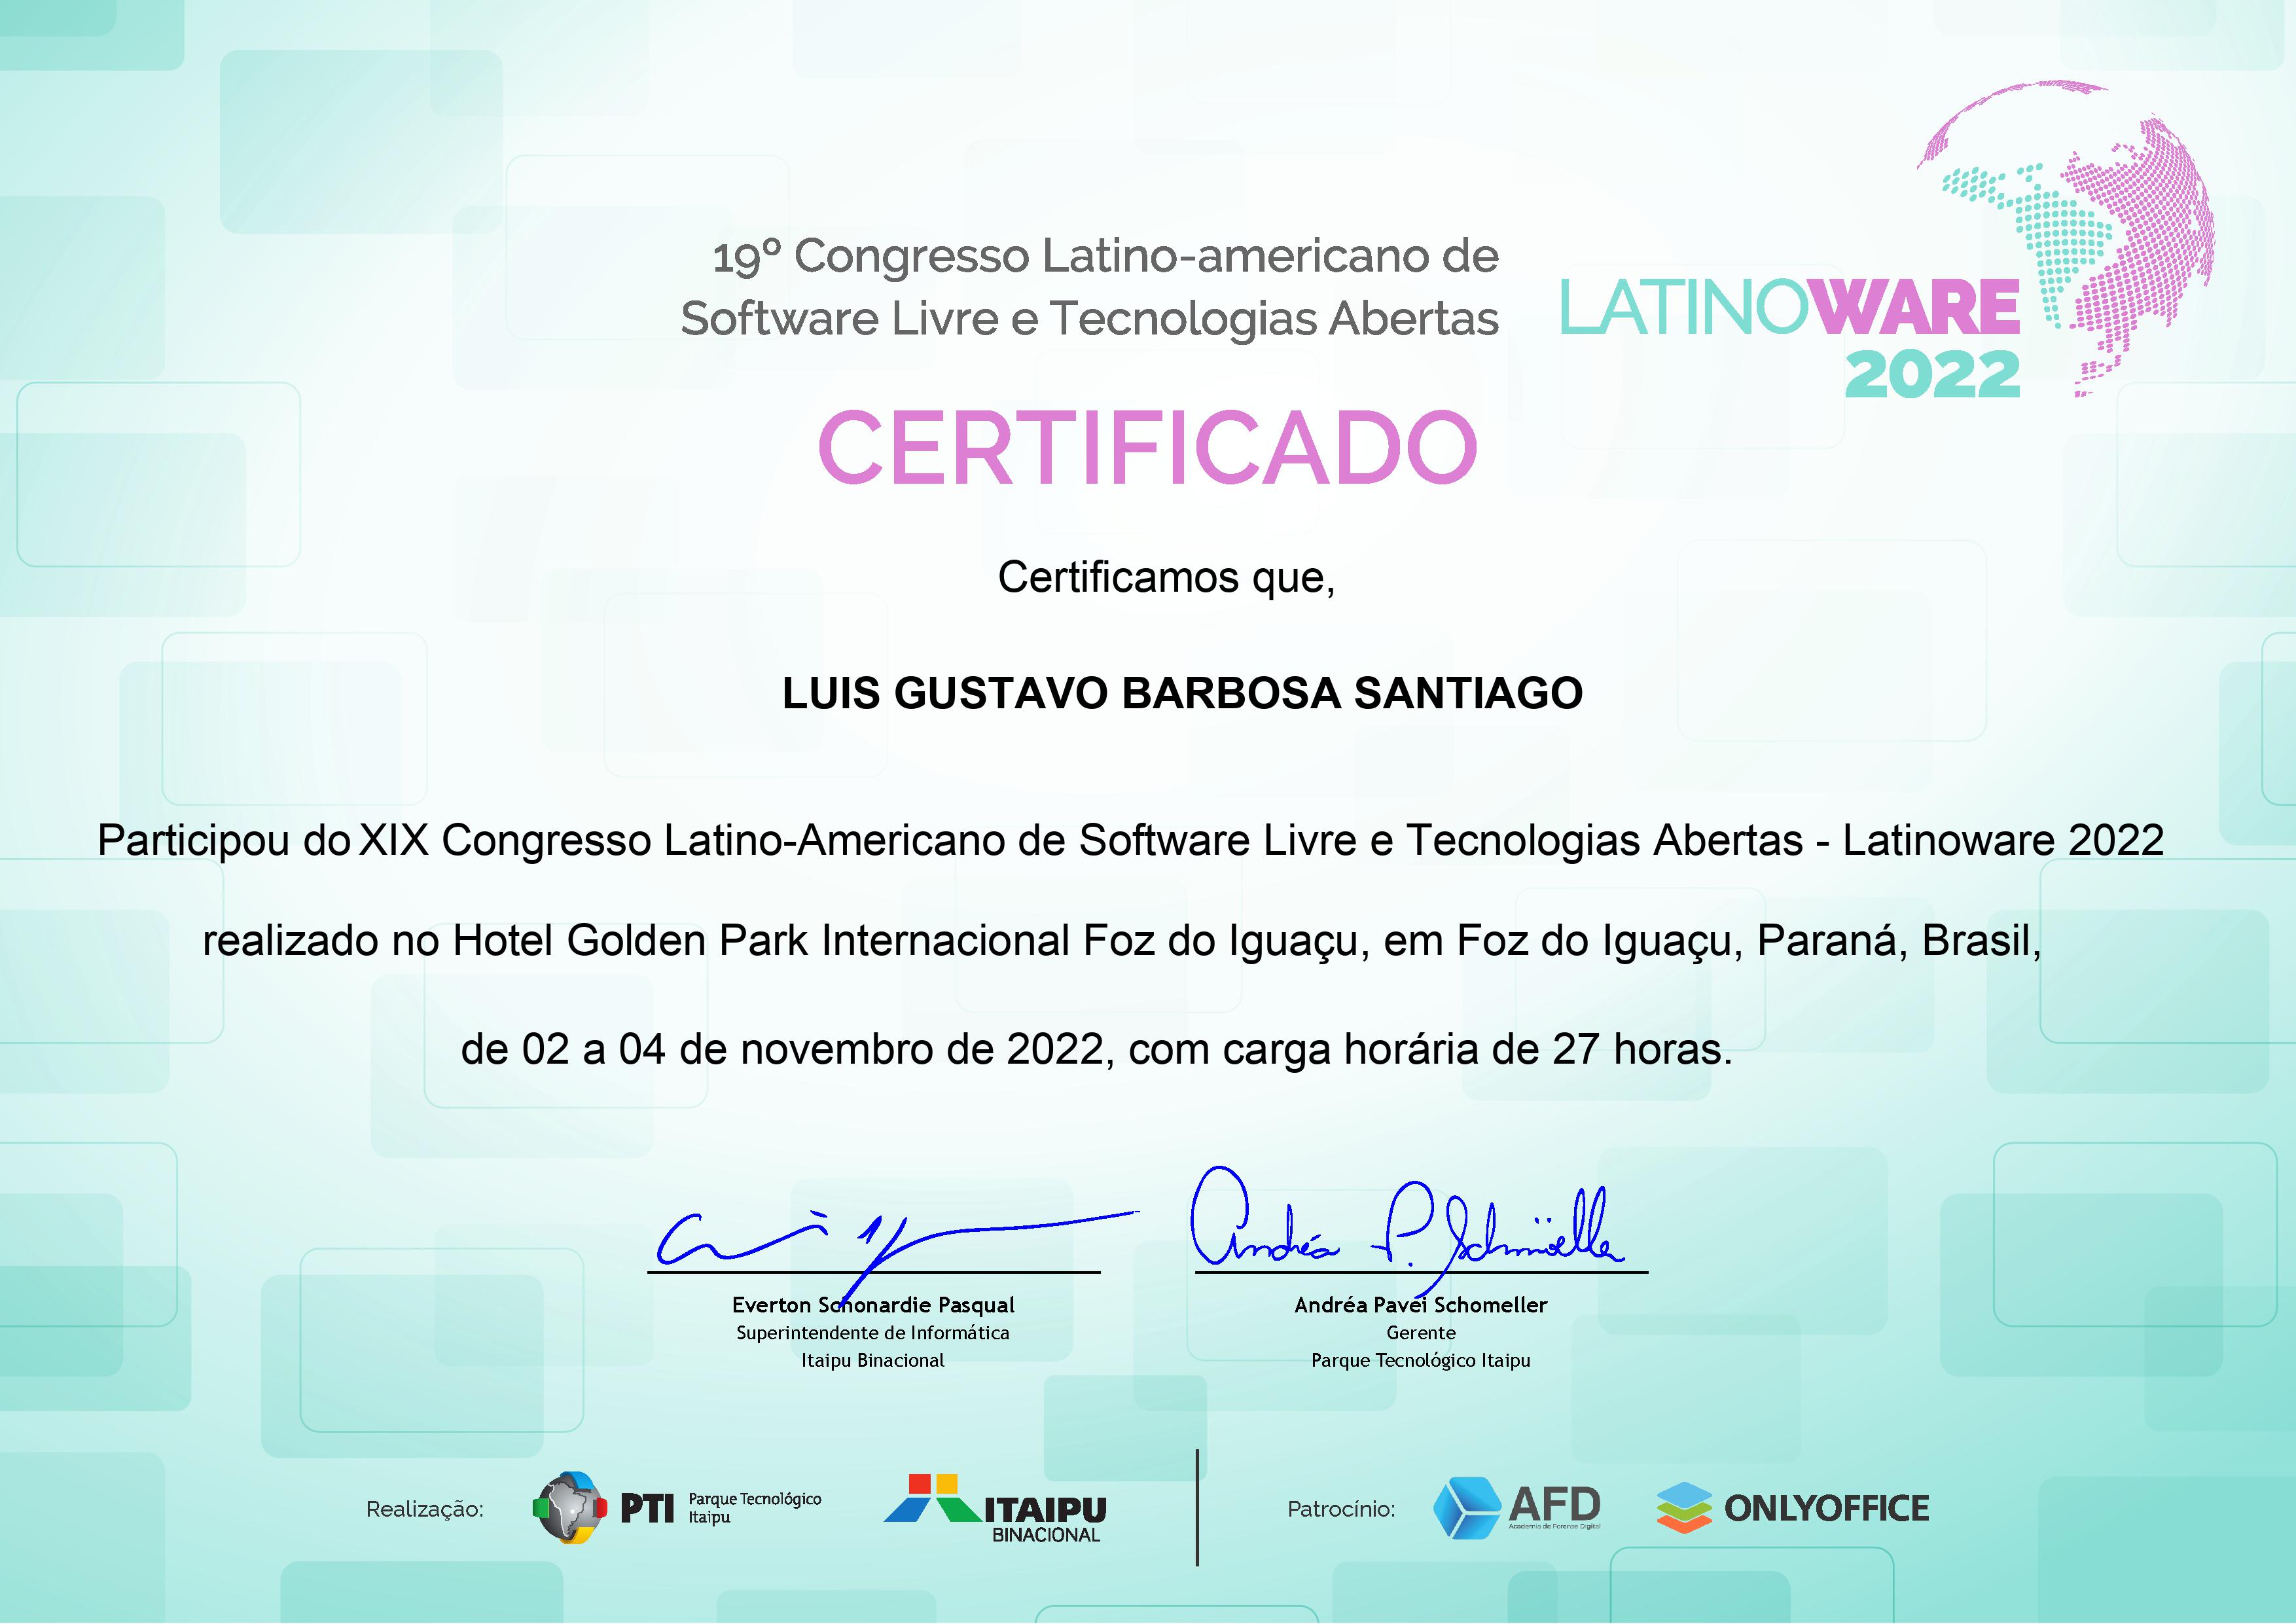 19º Congresso Latino-americano de
Software Livre e Tecnologias Abertas
LATINOWARE
2022
CERTIFICADO
Certificamos que,
LUIS GUSTAVO BARBOSA SANTIAGO
Participou do XIX Congresso Latino-Americano de Software Livre e Tecnologias Abertas - Latinoware 2022
realizado no Hotel Golden Park Internacional Foz do Iguaçu, em Foz do Iguaçu, Paraná, Brasil,
de 02 a 04 de novembro de 2022, com carga horária de 27 horas.
Andréa P. Schmöeller
Everton Schonardie Pasqual
Superintendente de Informática
Itaipu Binacional
Andréa Pavei Schomeller
Gerente
Parque Tecnológico Itaipu
Realização:
PTI
Parque Tecnológico
Itaipu
ITAIPU
BINACIONAL
Patrocínio:
AFD
Academia de Forense Digital
ONLYOFFICE